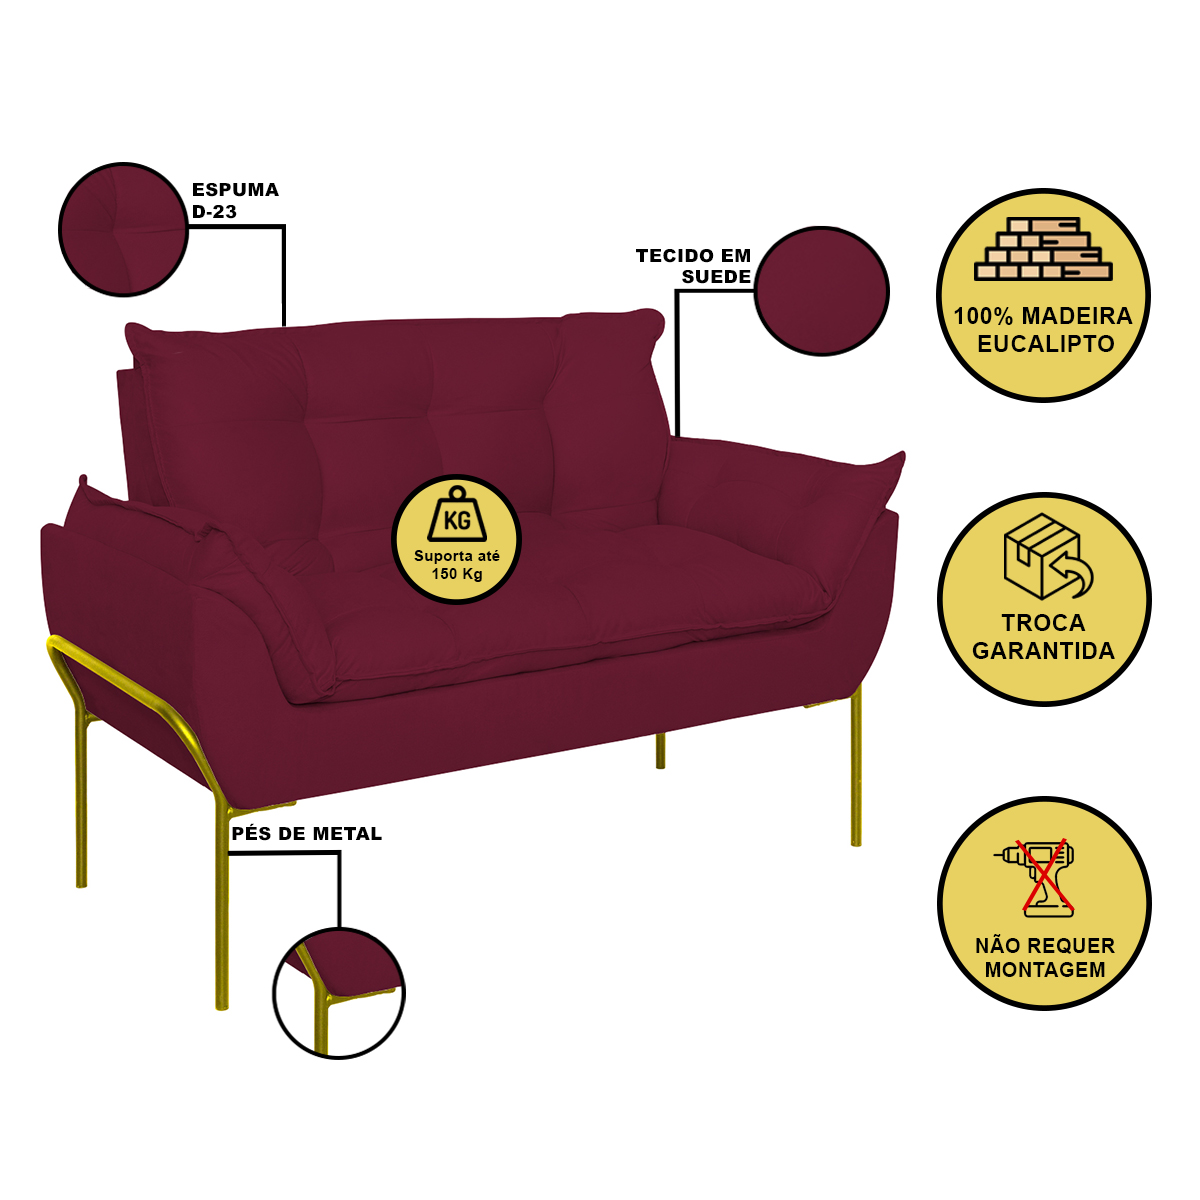 ESPUMA
D-23
TECIDO EM
SUEDE
100% MADEIRA
EUCALIPTO
KG
Suporta até
150 Kg
TROCA
GARANTIDA
PÉS DE METAL
NÃO REQUER
MONTAGEM